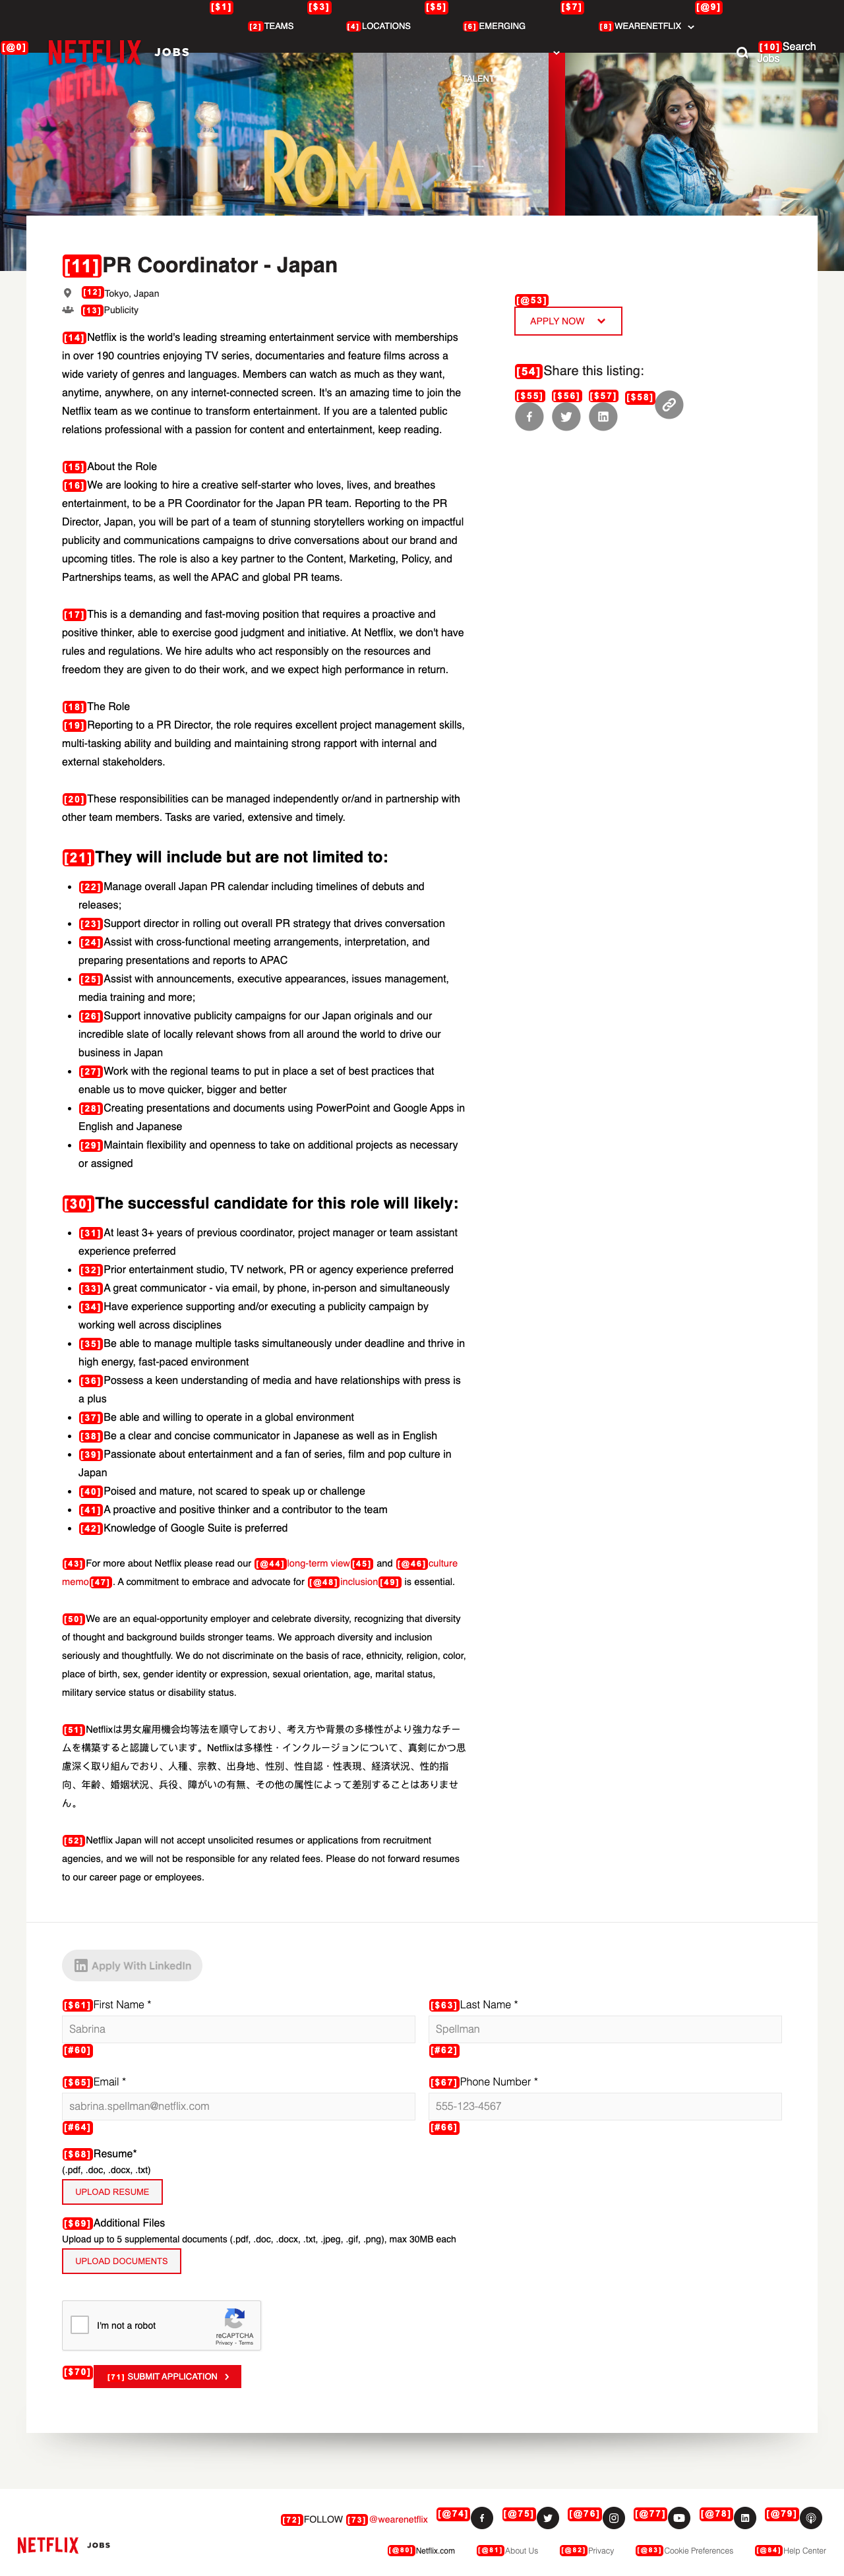 [$1] [$3] [$5] [$7] [@9]
[2] TEAMS [4] LOCATIONS [6] EMERGING TALENT [8] WEARENETFLIX
[@0] NETFLIX JOBS [10] Search Jobs
ROMA
[11] PR Coordinator - Japan
[12] Tokyo, Japan
[13] Publicity
[14] Netflix is the world's leading streaming entertainment service with memberships
in over 190 countries enjoying TV series, documentaries and feature films across a
wide variety of genres and languages. Members can watch as much as they want,
anytime, anywhere, on any internet-connected screen. It's an amazing time to join the
Netflix team as we continue to transform entertainment. If you are a talented public
relations professional with a passion for content and entertainment, keep reading.
[15] About the Role
[16] We are looking to hire a creative self-starter who loves, lives, and breathes
entertainment, to be a PR Coordinator for the Japan PR team. Reporting to the PR
Director, Japan, you will be part of a team of stunning storytellers working on impactful
publicity and communications campaigns to drive conversations about our brand and
upcoming titles. The role is also a key partner to the Content, Marketing, Policy, and
Partnerships teams, as well the APAC and global PR teams.
[17] This is a demanding and fast-moving position that requires a proactive and
positive thinker, able to exercise good judgment and initiative. At Netflix, we don't have
rules and regulations. We hire adults who act responsibly on the resources and
freedom they are given to do their work, and we expect high performance in return.
[18] The Role
[19] Reporting to a PR Director, the role requires excellent project management skills,
multi-tasking ability and building and maintaining strong rapport with internal and
external stakeholders.
[20] These responsibilities can be managed independently or/and in partnership with
other team members. Tasks are varied, extensive and timely.
[21] They will include but are not limited to:
[22] Manage overall Japan PR calendar including timelines of debuts and
releases;
[23] Support director in rolling out overall PR strategy that drives conversation
[24] Assist with cross-functional meeting arrangements, interpretation, and
preparing presentations and reports to APAC
[25] Assist with announcements, executive appearances, issues management,
media training and more;
[26] Support innovative publicity campaigns for our Japan originals and our
incredible slate of locally relevant shows from all around the world to drive our
business in Japan
[27] Work with the regional teams to put in place a set of best practices that
enable us to move quicker, bigger and better
[28] Creating presentations and documents using PowerPoint and Google Apps in
English and Japanese
[29] Maintain flexibility and openness to take on additional projects as necessary
or assigned
[30] The successful candidate for this role will likely:
[31] At least 3+ years of previous coordinator, project manager or team assistant
experience preferred
[32] Prior entertainment studio, TV network, PR or agency experience preferred
[33] A great communicator - via email, by phone, in-person and simultaneously
[34] Have experience supporting and/or executing a publicity campaign by
working well across disciplines
[35] Be able to manage multiple tasks simultaneously under deadline and thrive in
high energy, fast-paced environment
[36] Possess a keen understanding of media and have relationships with press is
a plus
[37] Be able and willing to operate in a global environment
[38] Be a clear and concise communicator in Japanese as well as in English
[39] Passionate about entertainment and a fan of series, film and pop culture in
Japan
[40] Poised and mature, not scared to speak up or challenge
[41] A proactive and positive thinker and a contributor to the team
[42] Knowledge of Google Suite is preferred
[43] For more about Netflix please read our [@44] long-term view [45] and [@46] culture
memo [47]. A commitment to embrace and advocate for [@48] inclusion [49] is essential.
[50] We are an equal-opportunity employer and celebrate diversity, recognizing that diversity
of thought and background builds stronger teams. We approach diversity and inclusion
seriously and thoughtfully. We do not discriminate on the basis of race, ethnicity, religion, color,
place of birth, sex, gender identity or expression, sexual orientation, age, marital status,
military service status or disability status.
[51] Netflixは男女雇用機会均等法を順守しており、考え方や背景の多様性がより強力なチー
ムを構築すると認識しています。Netflixは多様性・インクルージョンについて、真剣にかつ思
慮深く取り組んでおり、人種、宗教、出身地、性別、性自認・性表現、経済状況、性的指
向、年齢、婚姻状況、兵役、障がいの有無、その他の属性によって差別することはありませ
ん。
[52] Netflix Japan will not accept unsolicited resumes or applications from recruitment
agencies, and we will not be responsible for any related fees. Please do not forward resumes
to our career page or employees.
[@53]
APPLY NOW
[54] Share this listing:
[$55] [$56] [$57] [$58]
Apply With LinkedIn
[$61] First Name * [$63] Last Name *
Sabrina Spellman
[#60] [#62]
[$65] Email * [$67] Phone Number *
sabrina.spellman@netflix.com 555-123-4567
[#64] [#66]
[$68] Resume*
(.pdf, .doc, .docx, .txt)
UPLOAD RESUME
[$69] Additional Files
Upload up to 5 supplemental documents (.pdf, .doc, .docx, .txt, .jpeg, .gif, .png), max 30MB each
UPLOAD DOCUMENTS
I'm not a robot
reCAPTCHA
Privacy - Terms
[$70] [71] SUBMIT APPLICATION
[72] FOLLOW [73] @wearenetflix [@74] [@75] [@76] [@77] [@78] [@79]
NETFLIX JOBS
[@80] Netflix.com [@81] About Us [@82] Privacy [@83] Cookie Preferences [@84] Help Center